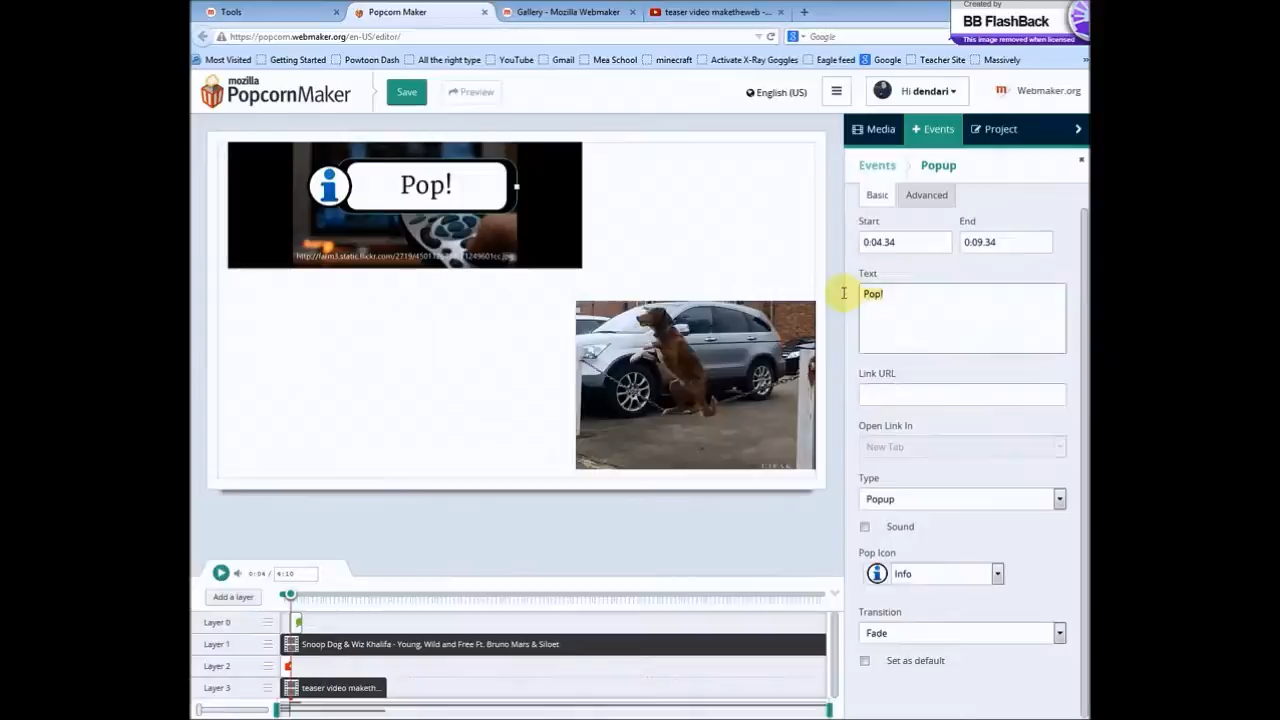 Tools
Popcorn Maker
Gallery - Mozilla Webmaker
teaser video maketheweb -...
Created by
BB FlashBack
This image removed when licensed
https://popcorn.webmaker.org/en-US/editor/
Google
Most Visited
Getting Started
Powtoon Dash
All the right type
YouTube
Gmail
Mea School
minecraft
Activate X-Ray Goggles
Eagle feed
Google
Teacher Site
Massively
mozilla
PopcornMaker
Save
Preview
English (US)
Hi dendari
Webmaker.org
Media
+ Events
Project
Events
Popup
Basic
Advanced
Start
End
0:04.34
0:09.34
Text
Pop!
Link URL
Open Link In
New Tab
Type
Popup
Sound
Pop Icon
Info
Transition
Fade
Set as default
Pop!
0:04 / 4:10
Add a layer
Layer 0
Layer 1
Snoop Dog & Wiz Khalifa - Young, Wild and Free Ft. Bruno Mars & Siloet
Layer 2
Layer 3
teaser video maketh...